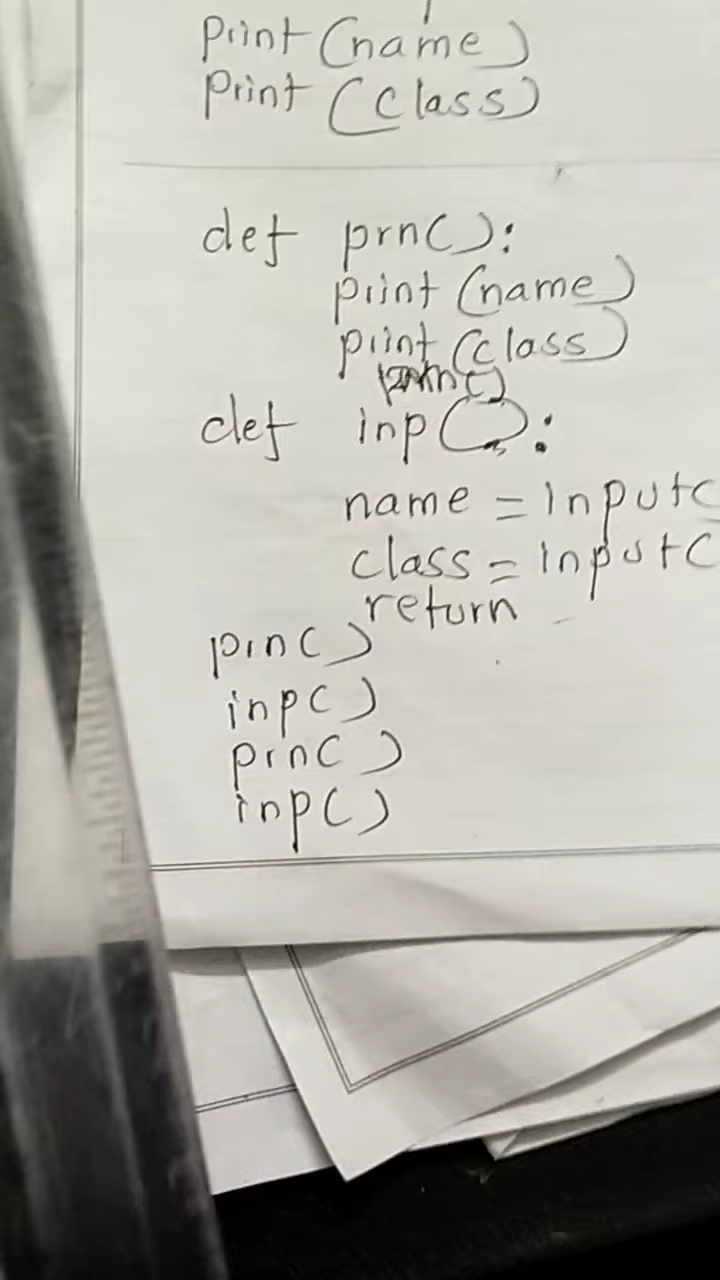 print (name)
print (class)
def prn():
print (name)
print (class)
def inp():
name = input(
class = input(
return
prn()
inp()
prn()
inp()